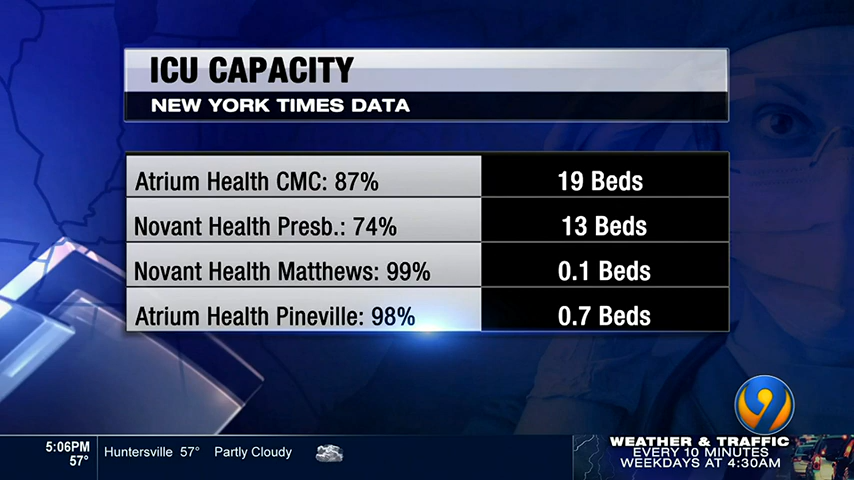 ICU CAPACITY
NEW YORK TIMES DATA
Atrium Health CMC: 87% 19 Beds
Novant Health Presb.: 74% 13 Beds
Novant Health Matthews: 99% 0.1 Beds
Atrium Health Pineville: 98% 0.7 Beds
9
5:06PM
57°
Huntersville 57° Partly Cloudy
WEATHER & TRAFFIC
EVERY 10 MINUTES
WEEKDAYS AT 4:30AM